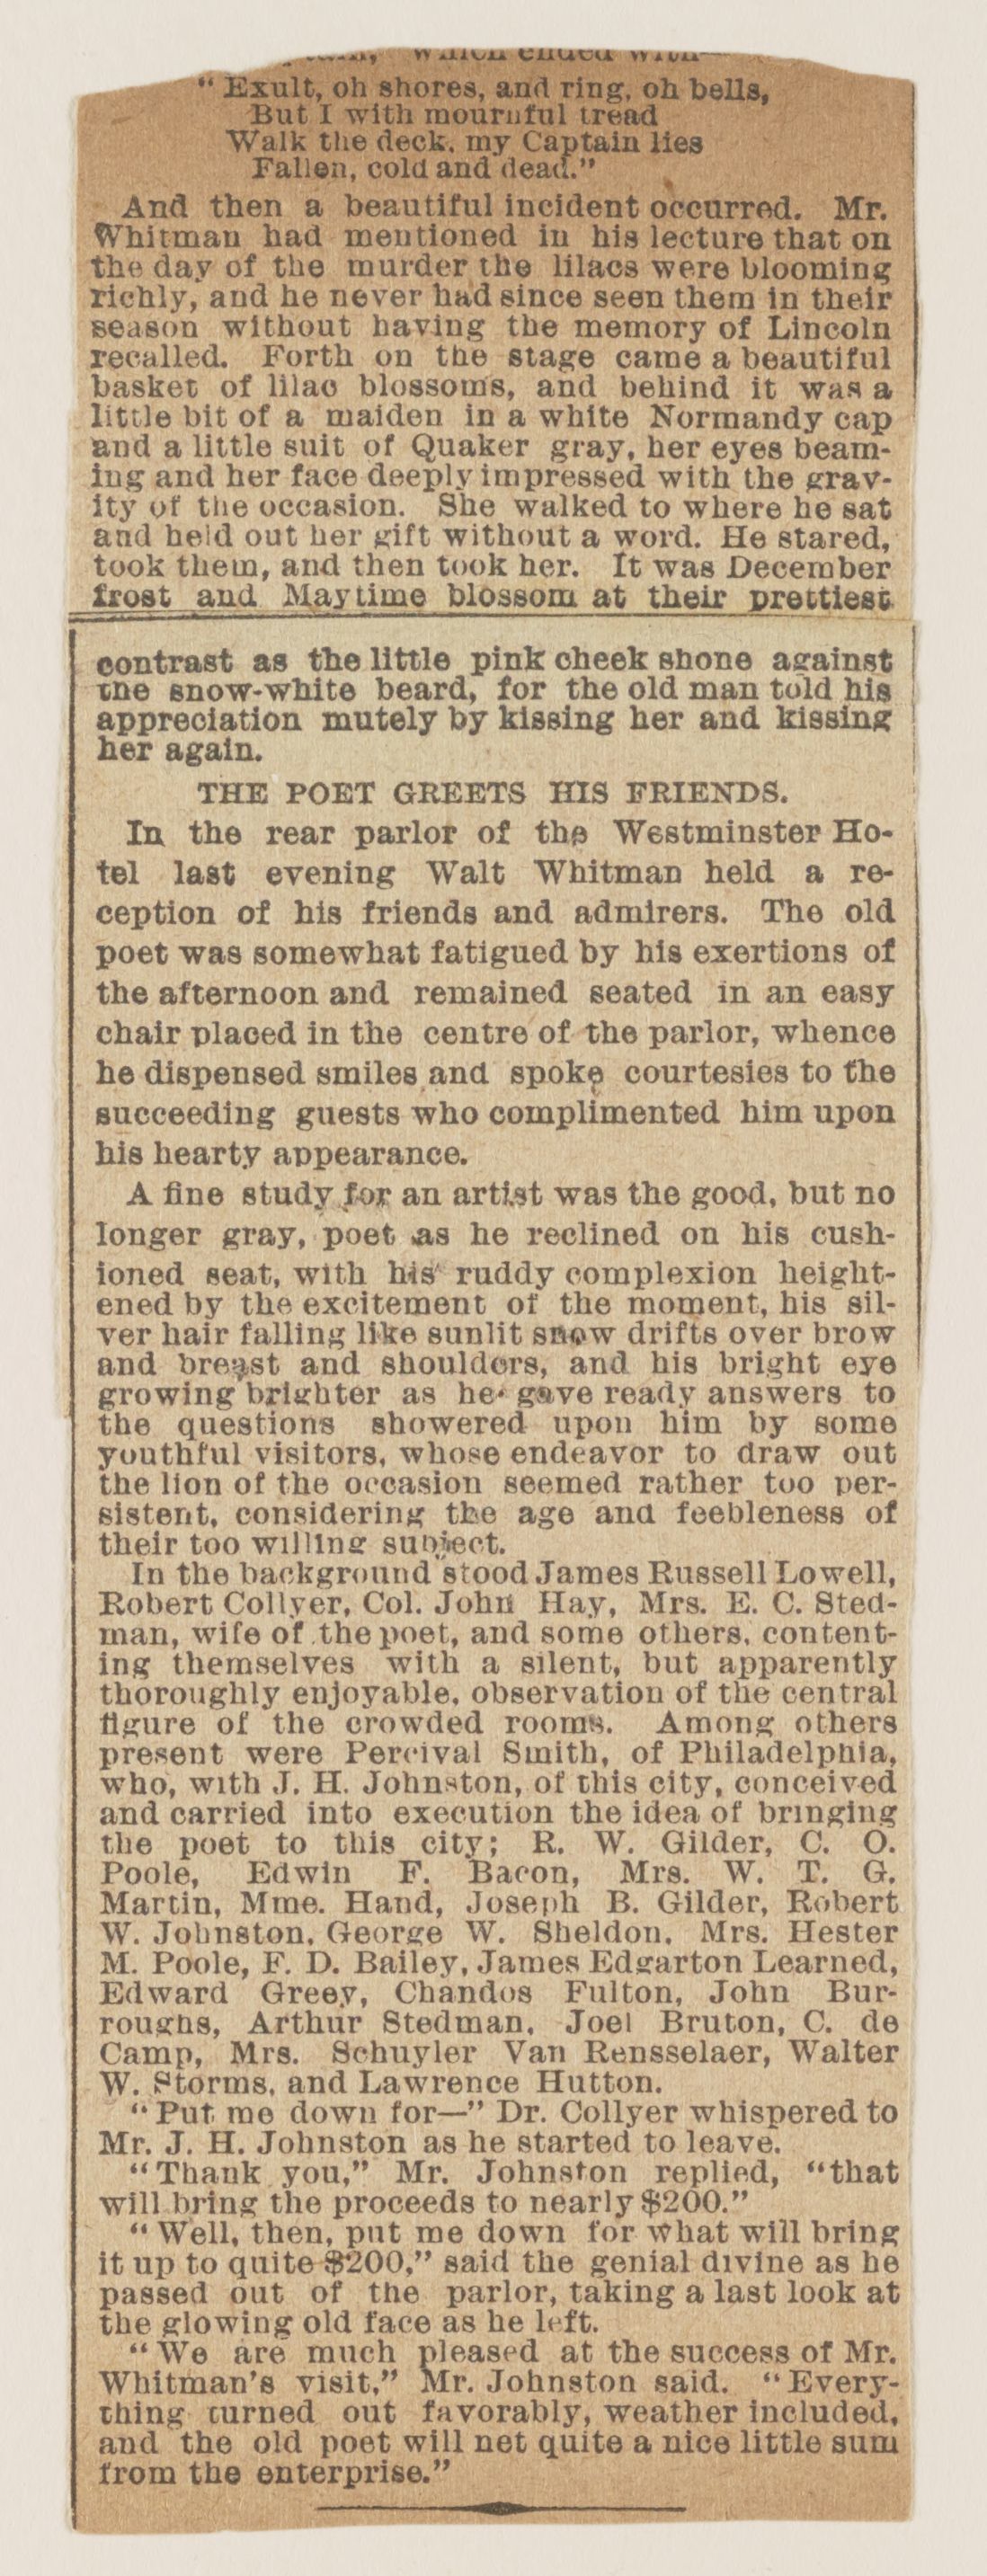 which ended with—
“Exult, oh shores, and ring, oh bells,
But I with mournful tread
Walk the deck, my Captain lies
Fallen, cold and dead.”
And then a beautiful incident occurred. Mr.
Whitman had mentioned in his lecture that on
the day of the murder the lilacs were blooming
richly, and he never had since seen them in their
season without having the memory of Lincoln
recalled. Forth on the stage came a beautiful
basket of lilac blossoms, and behind it was a
little bit of a maiden in a white Normandy cap
and a little suit of Quaker gray, her eyes beam-
ing and her face deeply impressed with the grav-
ity of the occasion. She walked to where he sat
and held out her gift without a word. He stared,
took them, and then took her. It was December
frost and Maytime blossom at their prettiest
contrast as the little pink cheek shone against
the snow-white beard, for the old man told his
appreciation mutely by kissing her and kissing
her again.
THE POET GREETS HIS FRIENDS.
In the rear parlor of the Westminster Ho-
tel last evening Walt Whitman held a re-
ception of his friends and admirers. The old
poet was somewhat fatigued by his exertions of
the afternoon and remained seated in an easy
chair placed in the centre of the parlor, whence
he dispensed smiles and spoke courtesies to the
succeeding guests who complimented him upon
his hearty appearance.
A fine study for an artist was the good, but no
longer gray, poet as he reclined on his cush-
ioned seat, with his ruddy complexion height-
ened by the excitement of the moment, his sil-
ver hair falling like sunlit snow drifts over brow
and breast and shoulders, and his bright eye
growing brighter as he gave ready answers to
the questions showered upon him by some
youthful visitors, whose endeavor to draw out
the lion of the occasion seemed rather too per-
sistent, considering the age and feebleness of
their too willing subject.
In the background stood James Russell Lowell,
Robert Collyer, Col. John Hay, Mrs. E. C. Sted-
man, wife of the poet, and some others, content-
ing themselves with a silent, but apparently
thoroughly enjoyable, observation of the central
figure of the crowded rooms. Among others
present were Percival Smith, of Philadelphia,
who, with J. H. Johnston, of this city, conceived
and carried into execution the idea of bringing
the poet to this city; R. W. Gilder, C. O.
Poole, Edwin F. Bacon, Mrs. W. T. G.
Martin, Mme. Hand, Joseph B. Gilder, Robert
W. Johnston, George W. Sheldon, Mrs. Hester
M. Poole, F. D. Bailey, James Edgarton Learned,
Edward Greey, Chandos Fulton, John Bur-
roughs, Arthur Stedman, Joel Bruton, C. de
Camp, Mrs. Schuyler Van Rensselaer, Walter
W. Storms, and Lawrence Hutton.
“Put me down for—” Dr. Collyer whispered to
Mr. J. H. Johnston as he started to leave.
“Thank you,” Mr. Johnston replied, “that
will bring the proceeds to nearly $200.”
“Well, then, put me down for what will bring
it up to quite $200,” said the genial divine as he
passed out of the parlor, taking a last look at
the glowing old face as he left.
“We are much pleased at the success of Mr.
Whitman's visit,” Mr. Johnston said. “Every-
thing turned out favorably, weather included,
and the old poet will net quite a nice little sum
from the enterprise.”